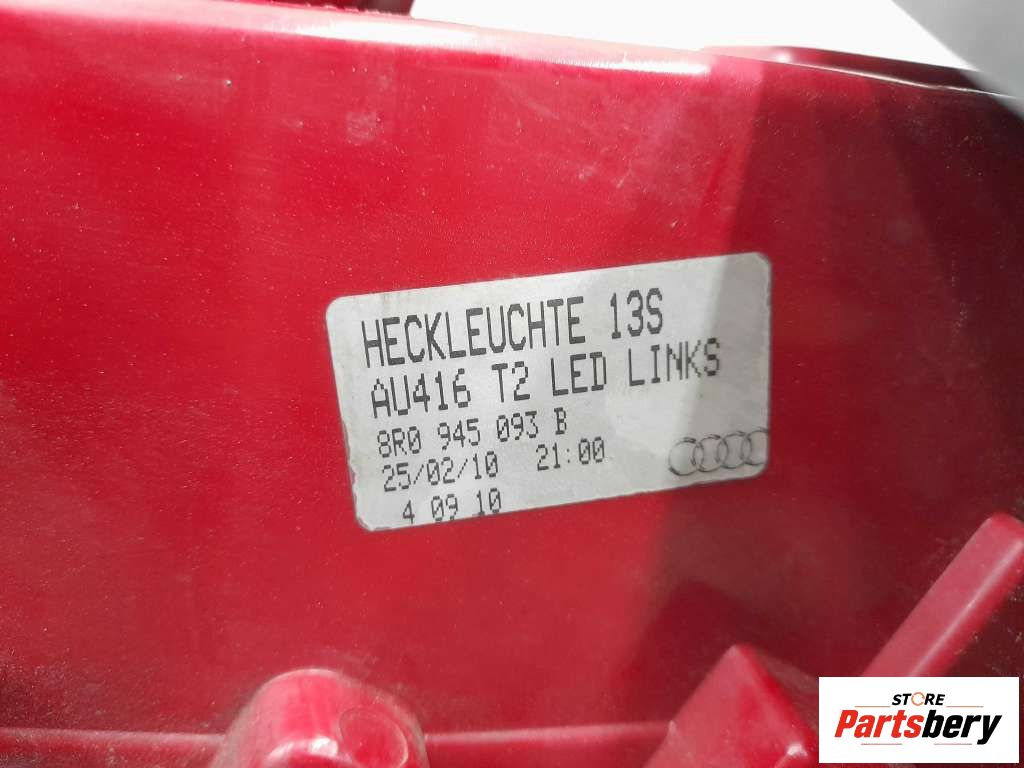 HECKLEUCHTE 13S
AU416 T2 LED LINKS
8R0 945 093 B
25/02/10 21:00
4 09 10
STORE
Partsbery